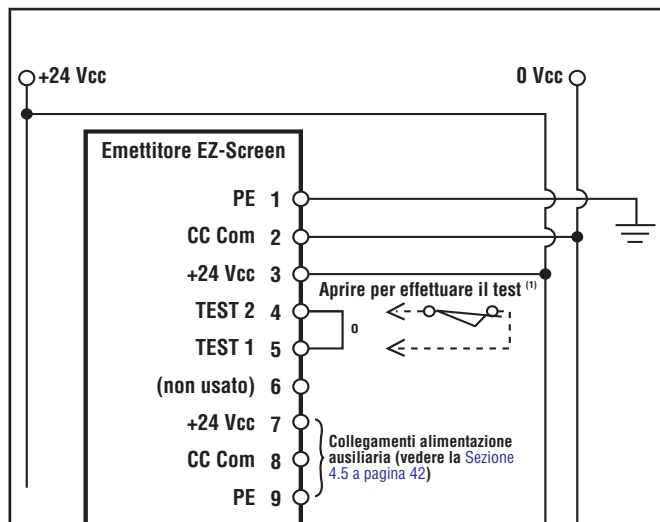 +24 Vcc
0 Vcc
Emettitore EZ-Screen
PE 1
CC Com 2
+24 Vcc 3
Aprire per effettuare il test (1)
TEST 2 4
o
TEST 1 5
(non usato) 6
+24 Vcc 7
CC Com 8
PE 9
Collegamenti alimentazione
ausiliaria (vedere la Sezione
4.5 a pagina 42)